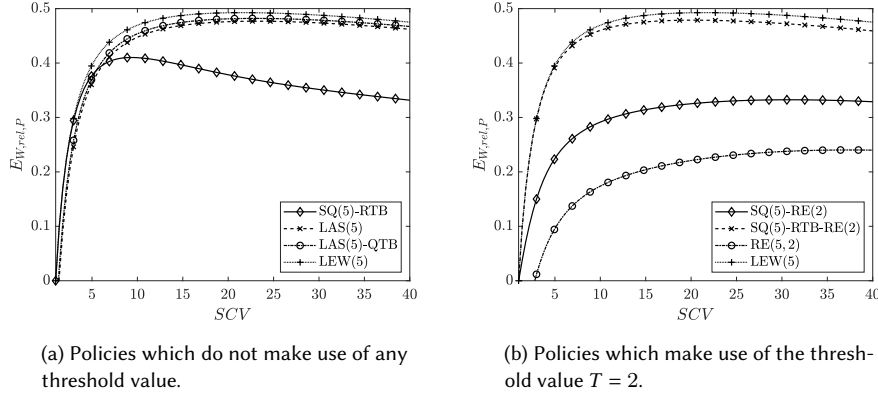 0.5
0.4
0.3
0.2
0.1
0
E_{W,rel,P}
5 10 15 20 25 30 35 40
SCV
SQ(5)-RTB
LAS(5)
LAS(5)-QTB
LEW(5)
(a) Policies which do not make use of any
threshold value.
0.5
0.4
0.3
0.2
0.1
0
E_{W,rel,P}
5 10 15 20 25 30 35 40
SCV
SQ(5)-RE(2)
SQ(5)-RTB-RE(2)
RE(5, 2)
LEW(5)
(b) Policies which make use of the thresh-
old value T = 2.